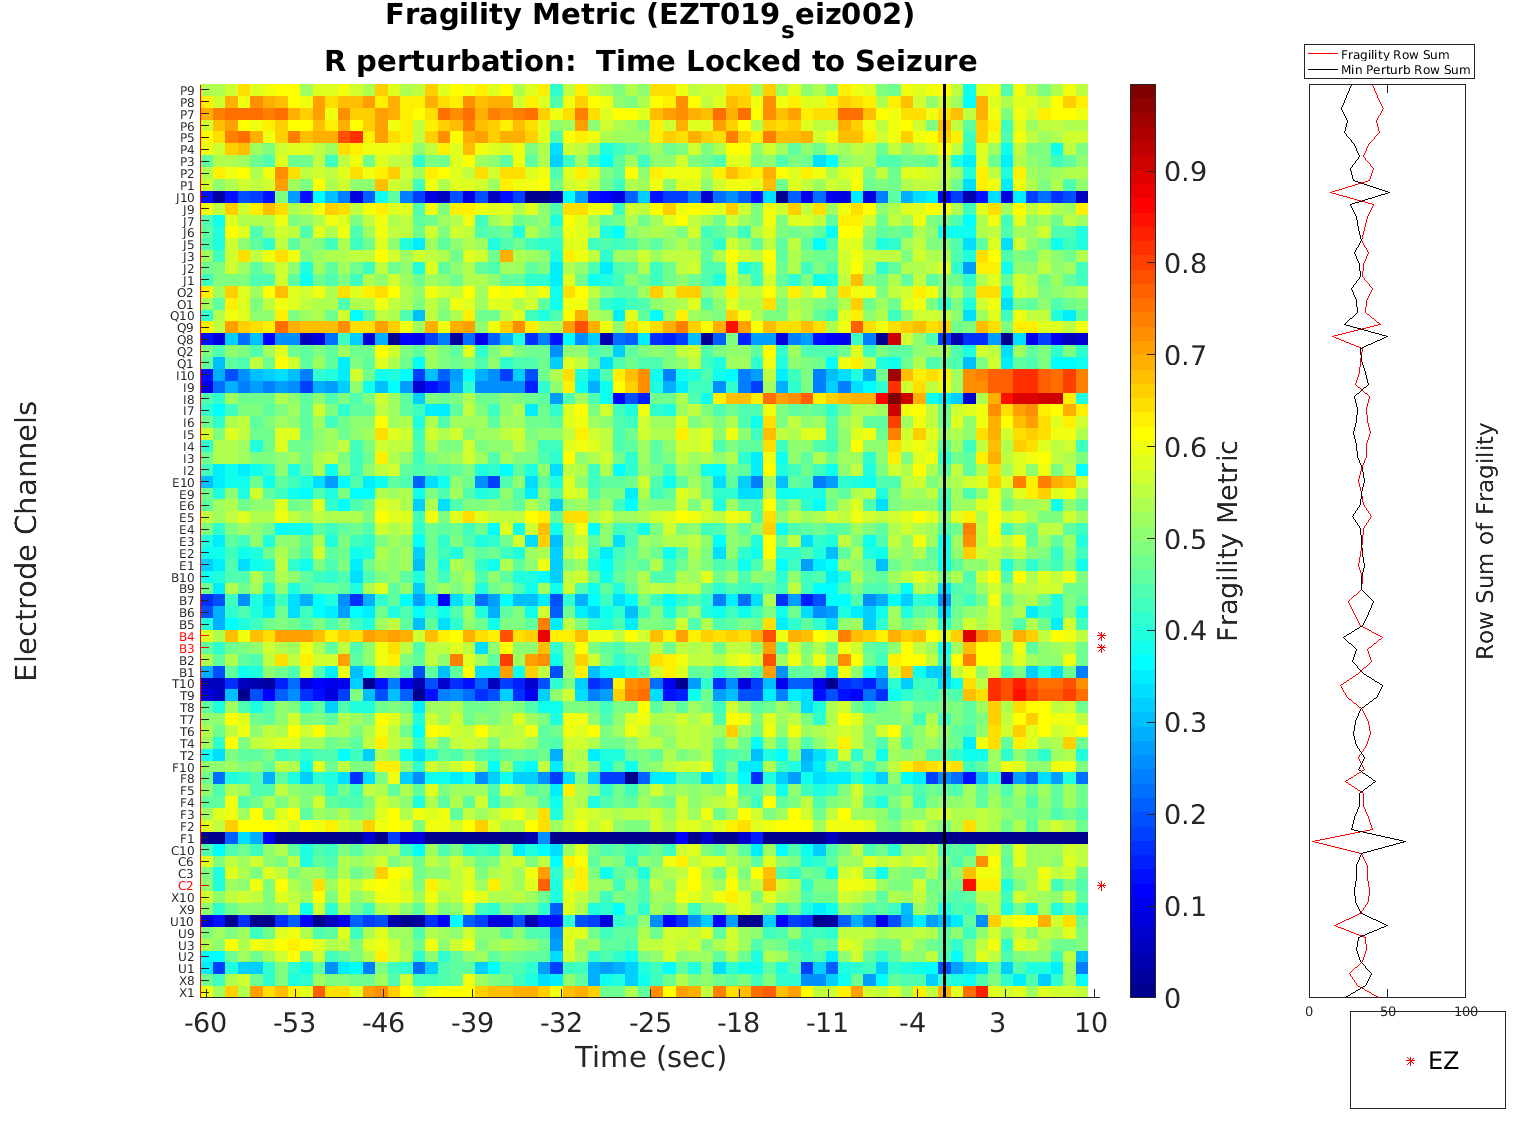 Fragility Metric (EZT019seiz002)
R perturbation:  Time Locked to Seizure
Fragility Row Sum
Min Perturb Row Sum
P9
P8
P7
P6
P5
P4
P3
P2
P1
J10
J9
J7
J6
J5
J3
J2
J1
O2
O1
Q10
Q9
Q8
Q2
Q1
I10
I9
I8
I7
I6
I5
I4
I3
I2
E10
E9
E6
E5
E4
E3
E2
E1
B10
B9
B7
B6
B5
B4
B3
B2
B1
T10
T9
T8
T7
T6
T4
T2
F10
F8
F5
F4
F3
F2
F1
C10
C6
C3
C2
X10
X9
U10
U9
U3
U2
U1
X8
X1
Electrode Channels
-60 -53 -46 -39 -32 -25 -18 -11 -4 3 10
Time (sec)
0.9
0.8
0.7
0.6
0.5
0.4
0.3
0.2
0.1
0
Fragility Metric
0 50 100
Row Sum of Fragility
* EZ